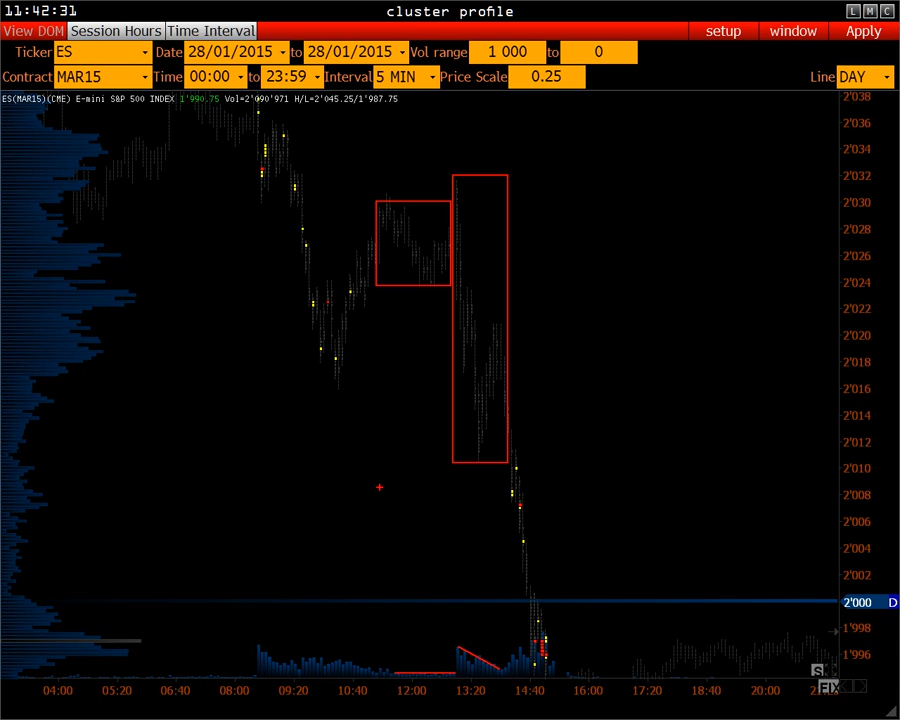 11:42:31 cluster profile L M C
View DOM Session Hours Time Interval setup window Apply
Ticker ES Date 28/01/2015 to 28/01/2015 Vol range 1 000 to 0
Contract MAR15 Time 00:00 to 23:59 Interval 5 MIN Price Scale 0.25 Line DAY
ES(MAR15)(CME) E-mini S&P 500 INDEX 1'990.75 Vol=2'090'971 H/L=2'045.25/1'987.75
2'038
2'036
2'034
2'032
2'030
2'028
2'026
2'024
2'022
2'020
2'018
2'016
2'014
2'012
2'010
2'008
2'006
2'004
2'002
2'000 D
1'998
1'996
FIX
04:00 05:20 06:40 08:00 09:20 10:40 12:00 13:20 14:40 16:00 17:20 18:40 20:00